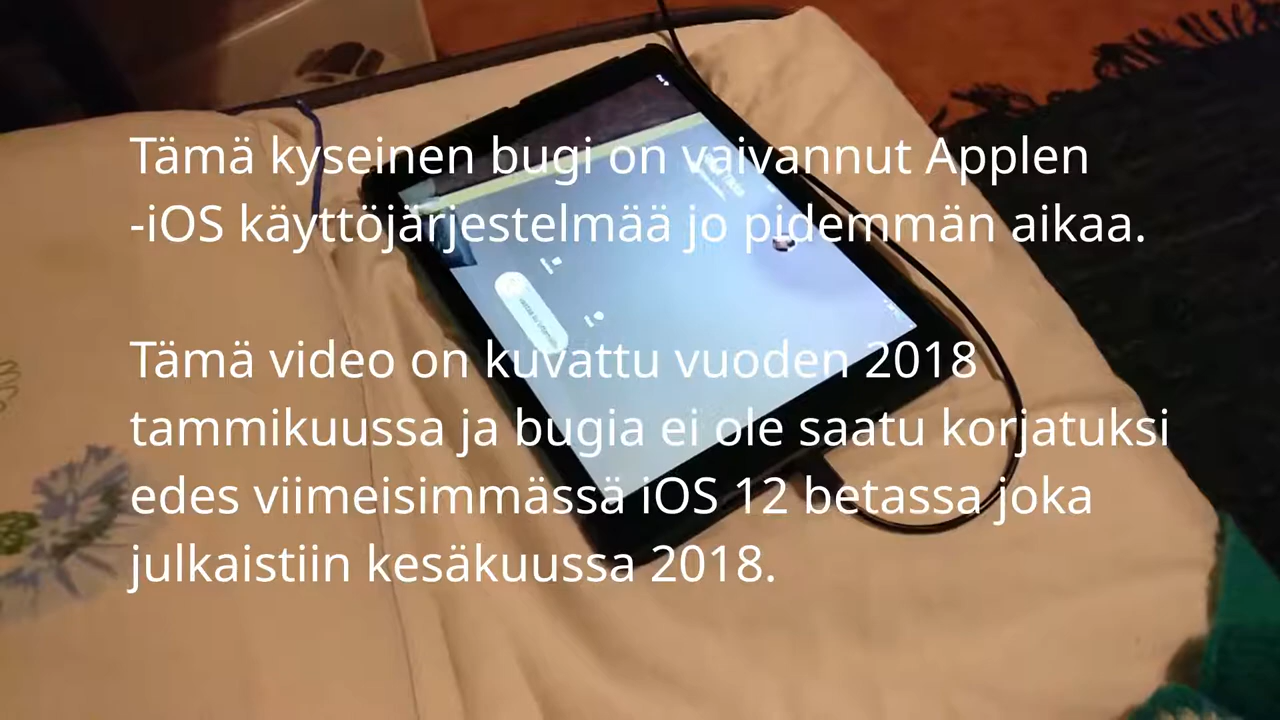 Tämä kyseinen bugi on vaivannut Applen
-iOS käyttöjärjestelmää jo pidemmän aikaa.
Tämä video on kuvattu vuoden 2018
tammikuussa ja bugia ei ole saatu korjatuksi
edes viimeisimmässä iOS 12 betassa joka
julkaistiin kesäkuussa 2018.